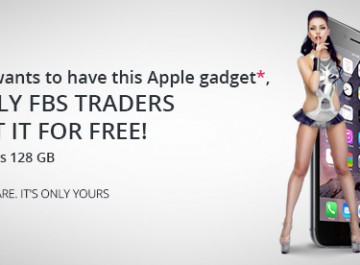 wants to have this Apple gadget*,
LY FBS TRADERS
T IT FOR FREE!
s 128 GB
ARE. IT'S ONLY YOURS